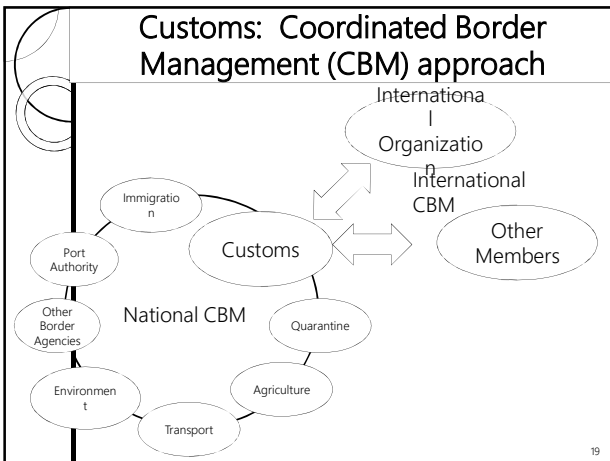 Customs: Coordinated Border
Management (CBM) approach
Internationa
l
Organizatio
n
International
CBM
Immigratio
n
Customs
Other
Members
Port
Authority
National CBM
Other
Border
Agencies
Quarantine
Environmen
t
Agriculture
Transport
19